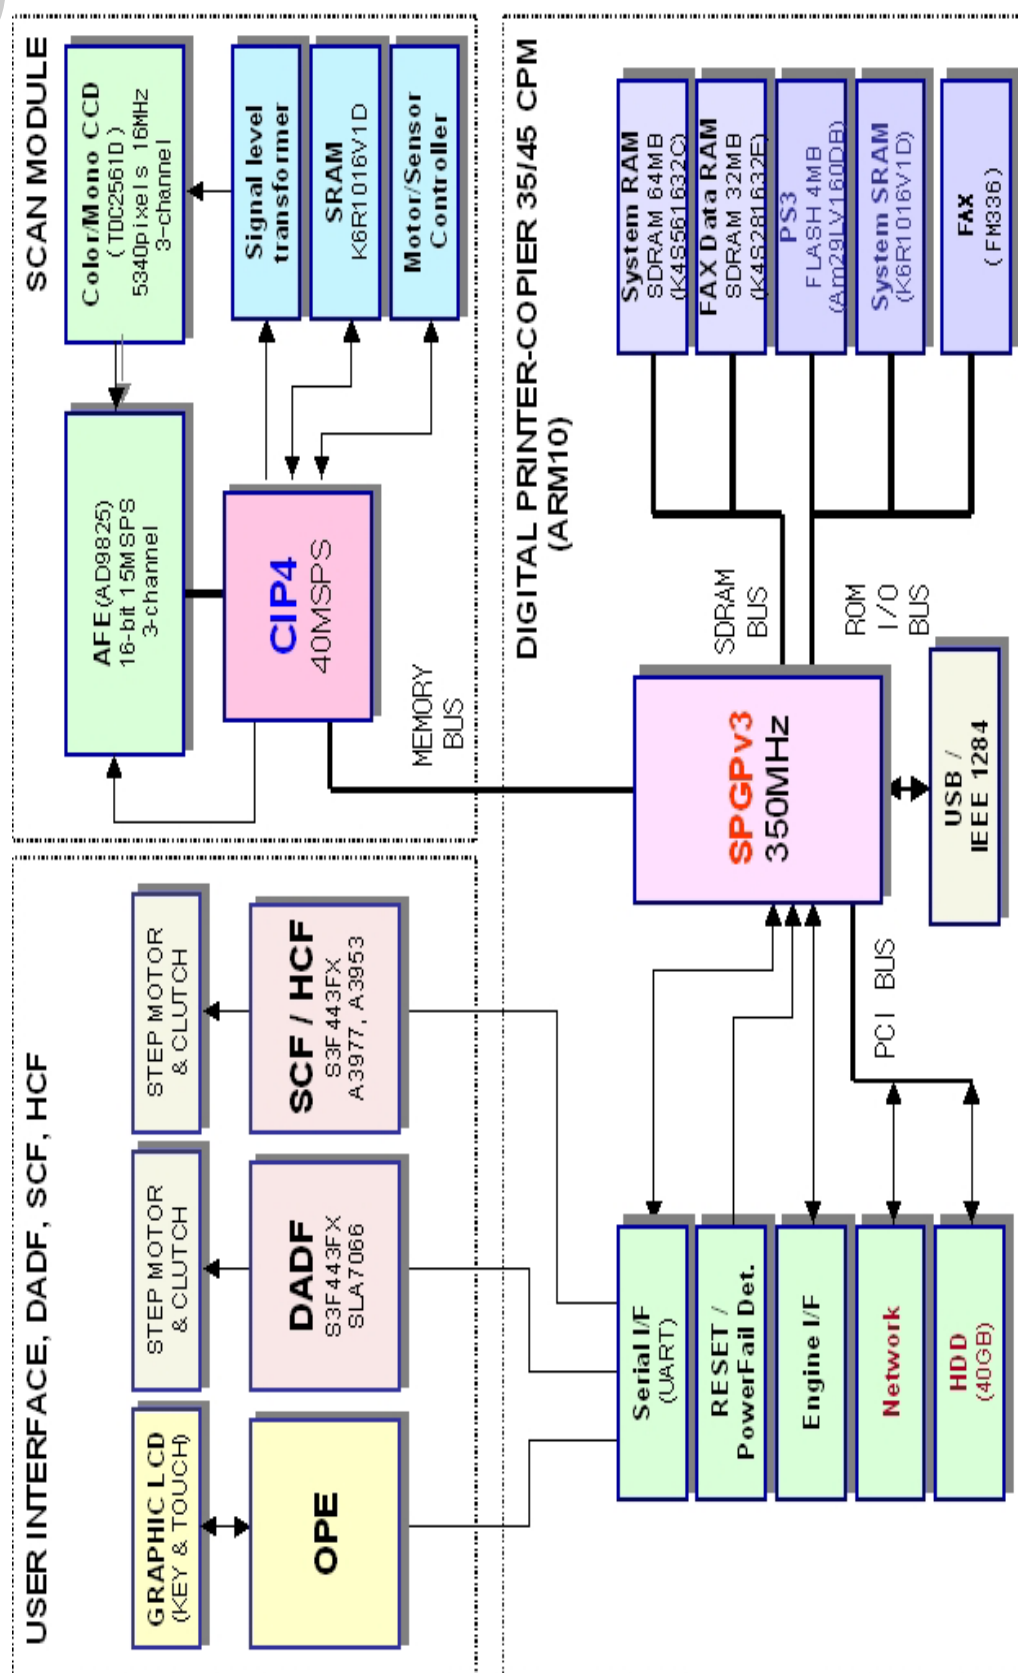 USER INTERFACE, DADF, SCF, HCF
GRAPHIC LCD
(KEY & TOUCH)
OPE
STEP MOTOR
& CLUTCH
DADF
S3F443FX
SLA7066
STEP MOTOR
& CLUTCH
SCF / HCF
S3F443FX
A3977, A3953
SCAN MODULE
AFE(AD9825)
16-bit 15MSPS
3-channel
Color/Mono CCD
(TDC2561D)
5340pixels 16MHz
3-channel
CIP4
40MSPS
Signal level
transformer
SRAM
K6R1016V1D
Motor/Sensor
Controller
MEMORY
BUS
DIGITAL PRINTER-COPIER 35/45 CPM
(ARM10)
Serial I/F
(UART)
RESET /
PowerFail Det.
Engine I/F
Network
HDD
(40GB)
PCI BUS
SPGPv3
350MHz
USB /
IEEE 1284
SDRAM
BUS
ROM
I/O
BUS
System RAM
SDRAM 64MB
(K4S561632C)
FAX Data RAM
SDRAM 32MB
(K4S281632E)
PS3
FLASH 4MB
(Am29LV160DB)
System SRAM
(K6R1016V1D)
FAX
(FM336)